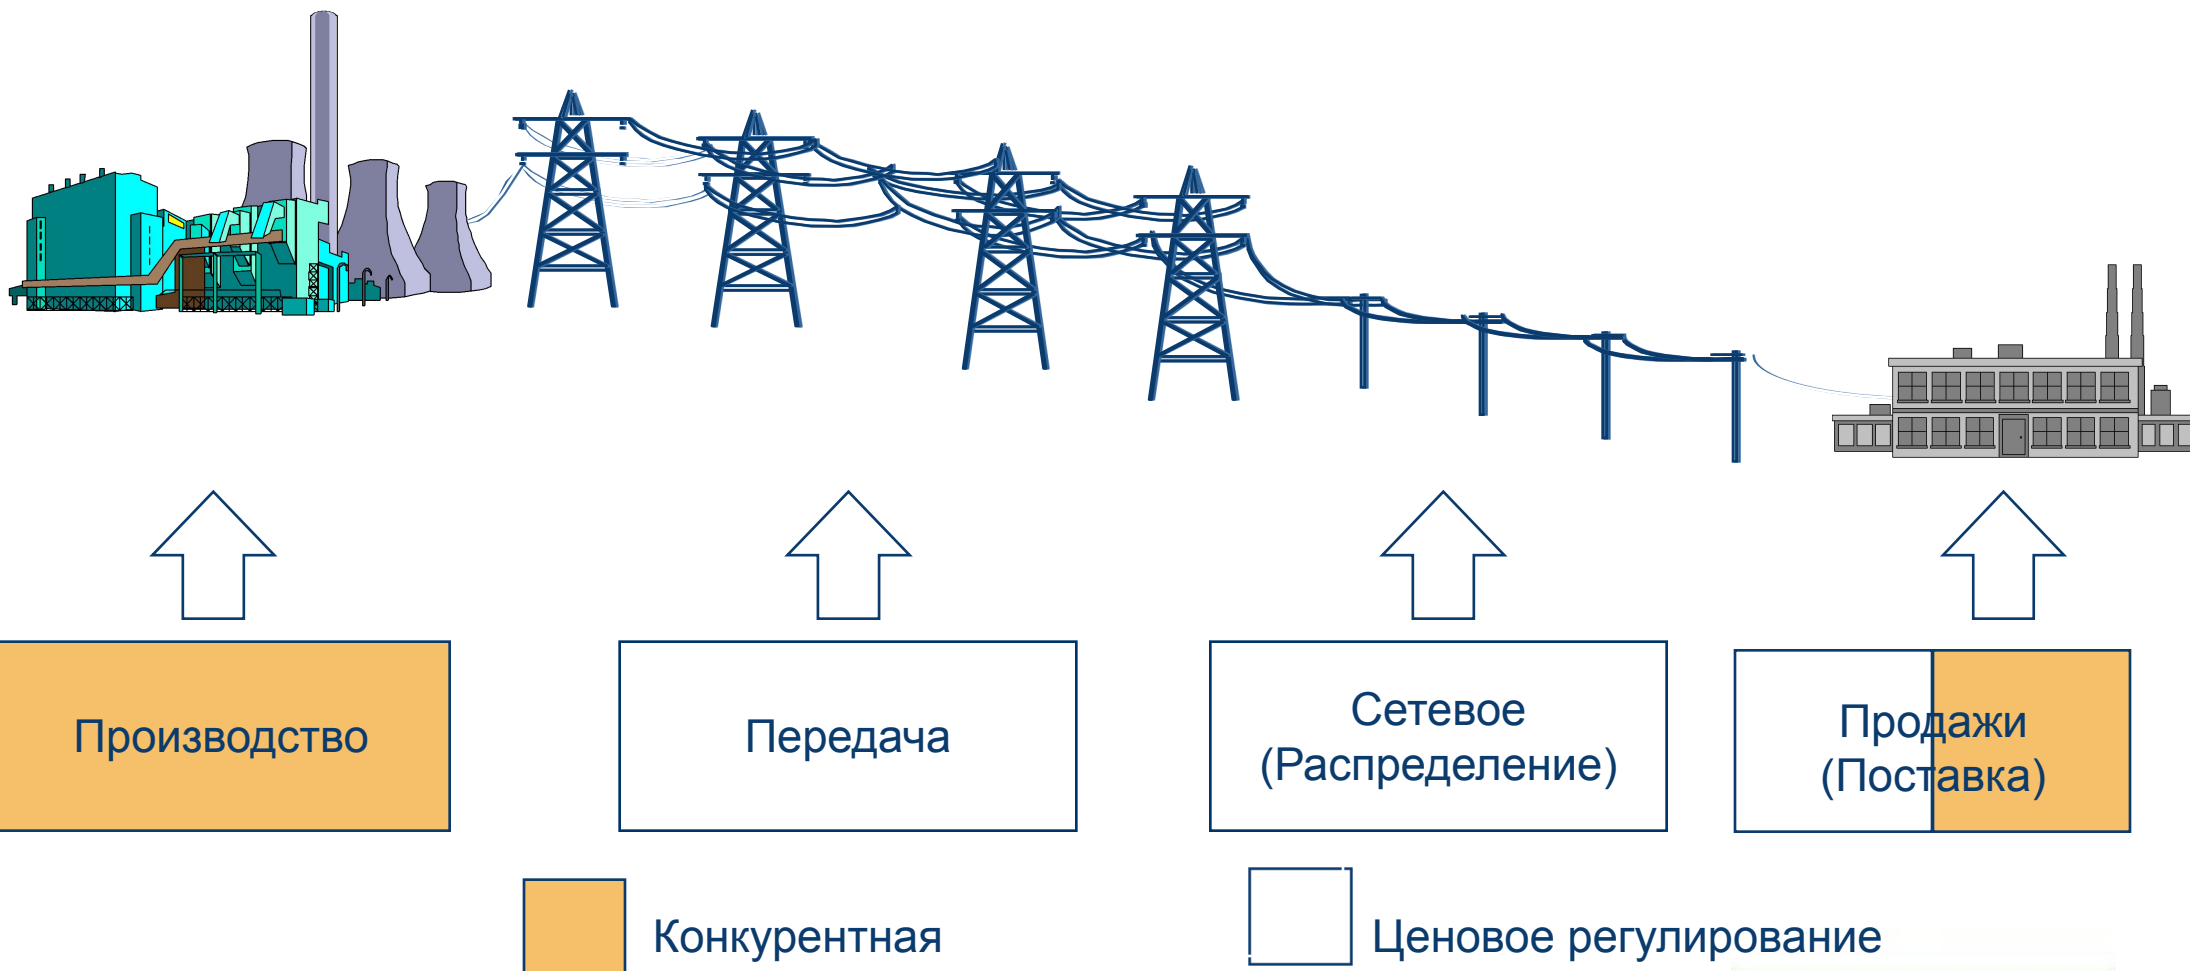 Производство
Передача
Сетевое
(Распределение)
Продажи
(Поставка)
Конкурентная
Ценовое регулирование